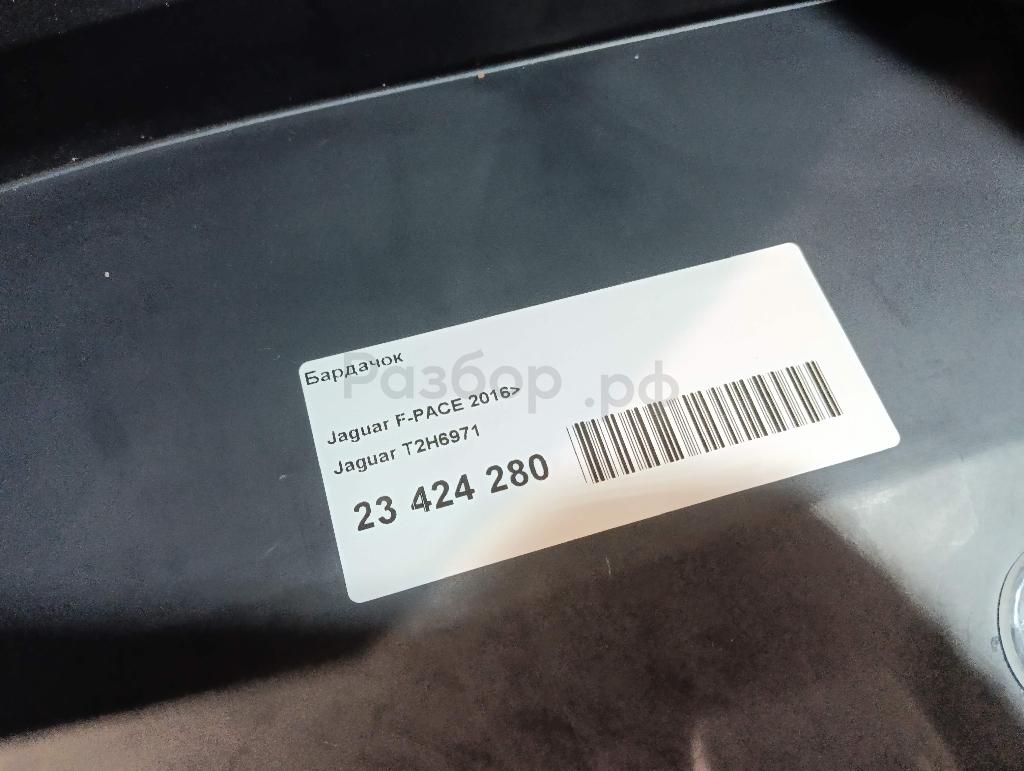 Бардачок
Разбор.рф
Jaguar F-PACE 2016>
Jaguar T2H6971
23 424 280